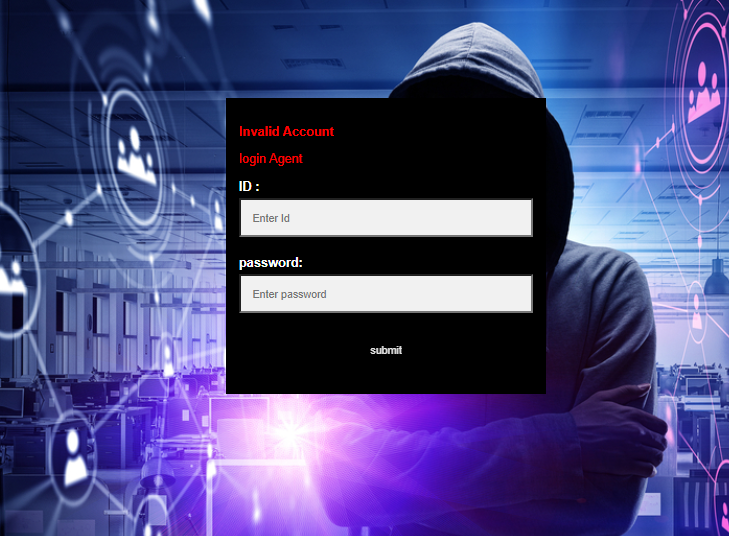 Invalid Account
login Agent
ID :
Enter Id
password:
Enter password
submit